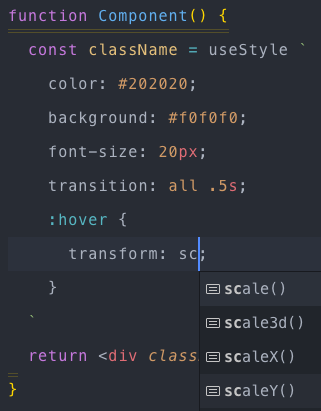 function Component() {
const className = useStyle `
color: #202020;
background: #f0f0f0;
font-size: 20px;
transition: all .5s;
:hover {
transform: sc;
}
scale()
scale3d()
`
scaleX()
return <div clas
scaleY()
}